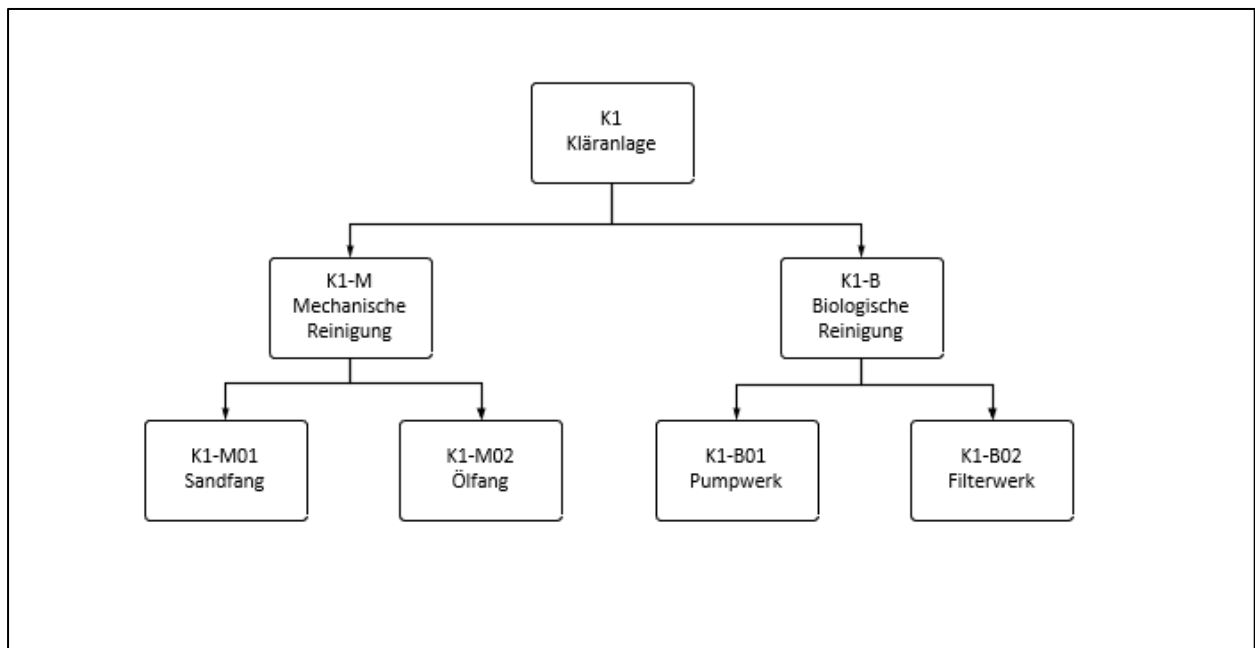 K1
Kläranlage
K1-M
Mechanische
Reinigung
K1-B
Biologische
Reinigung
K1-M01
Sandfang
K1-M02
Ölfang
K1-B01
Pumpwerk
K1-B02
Filterwerk